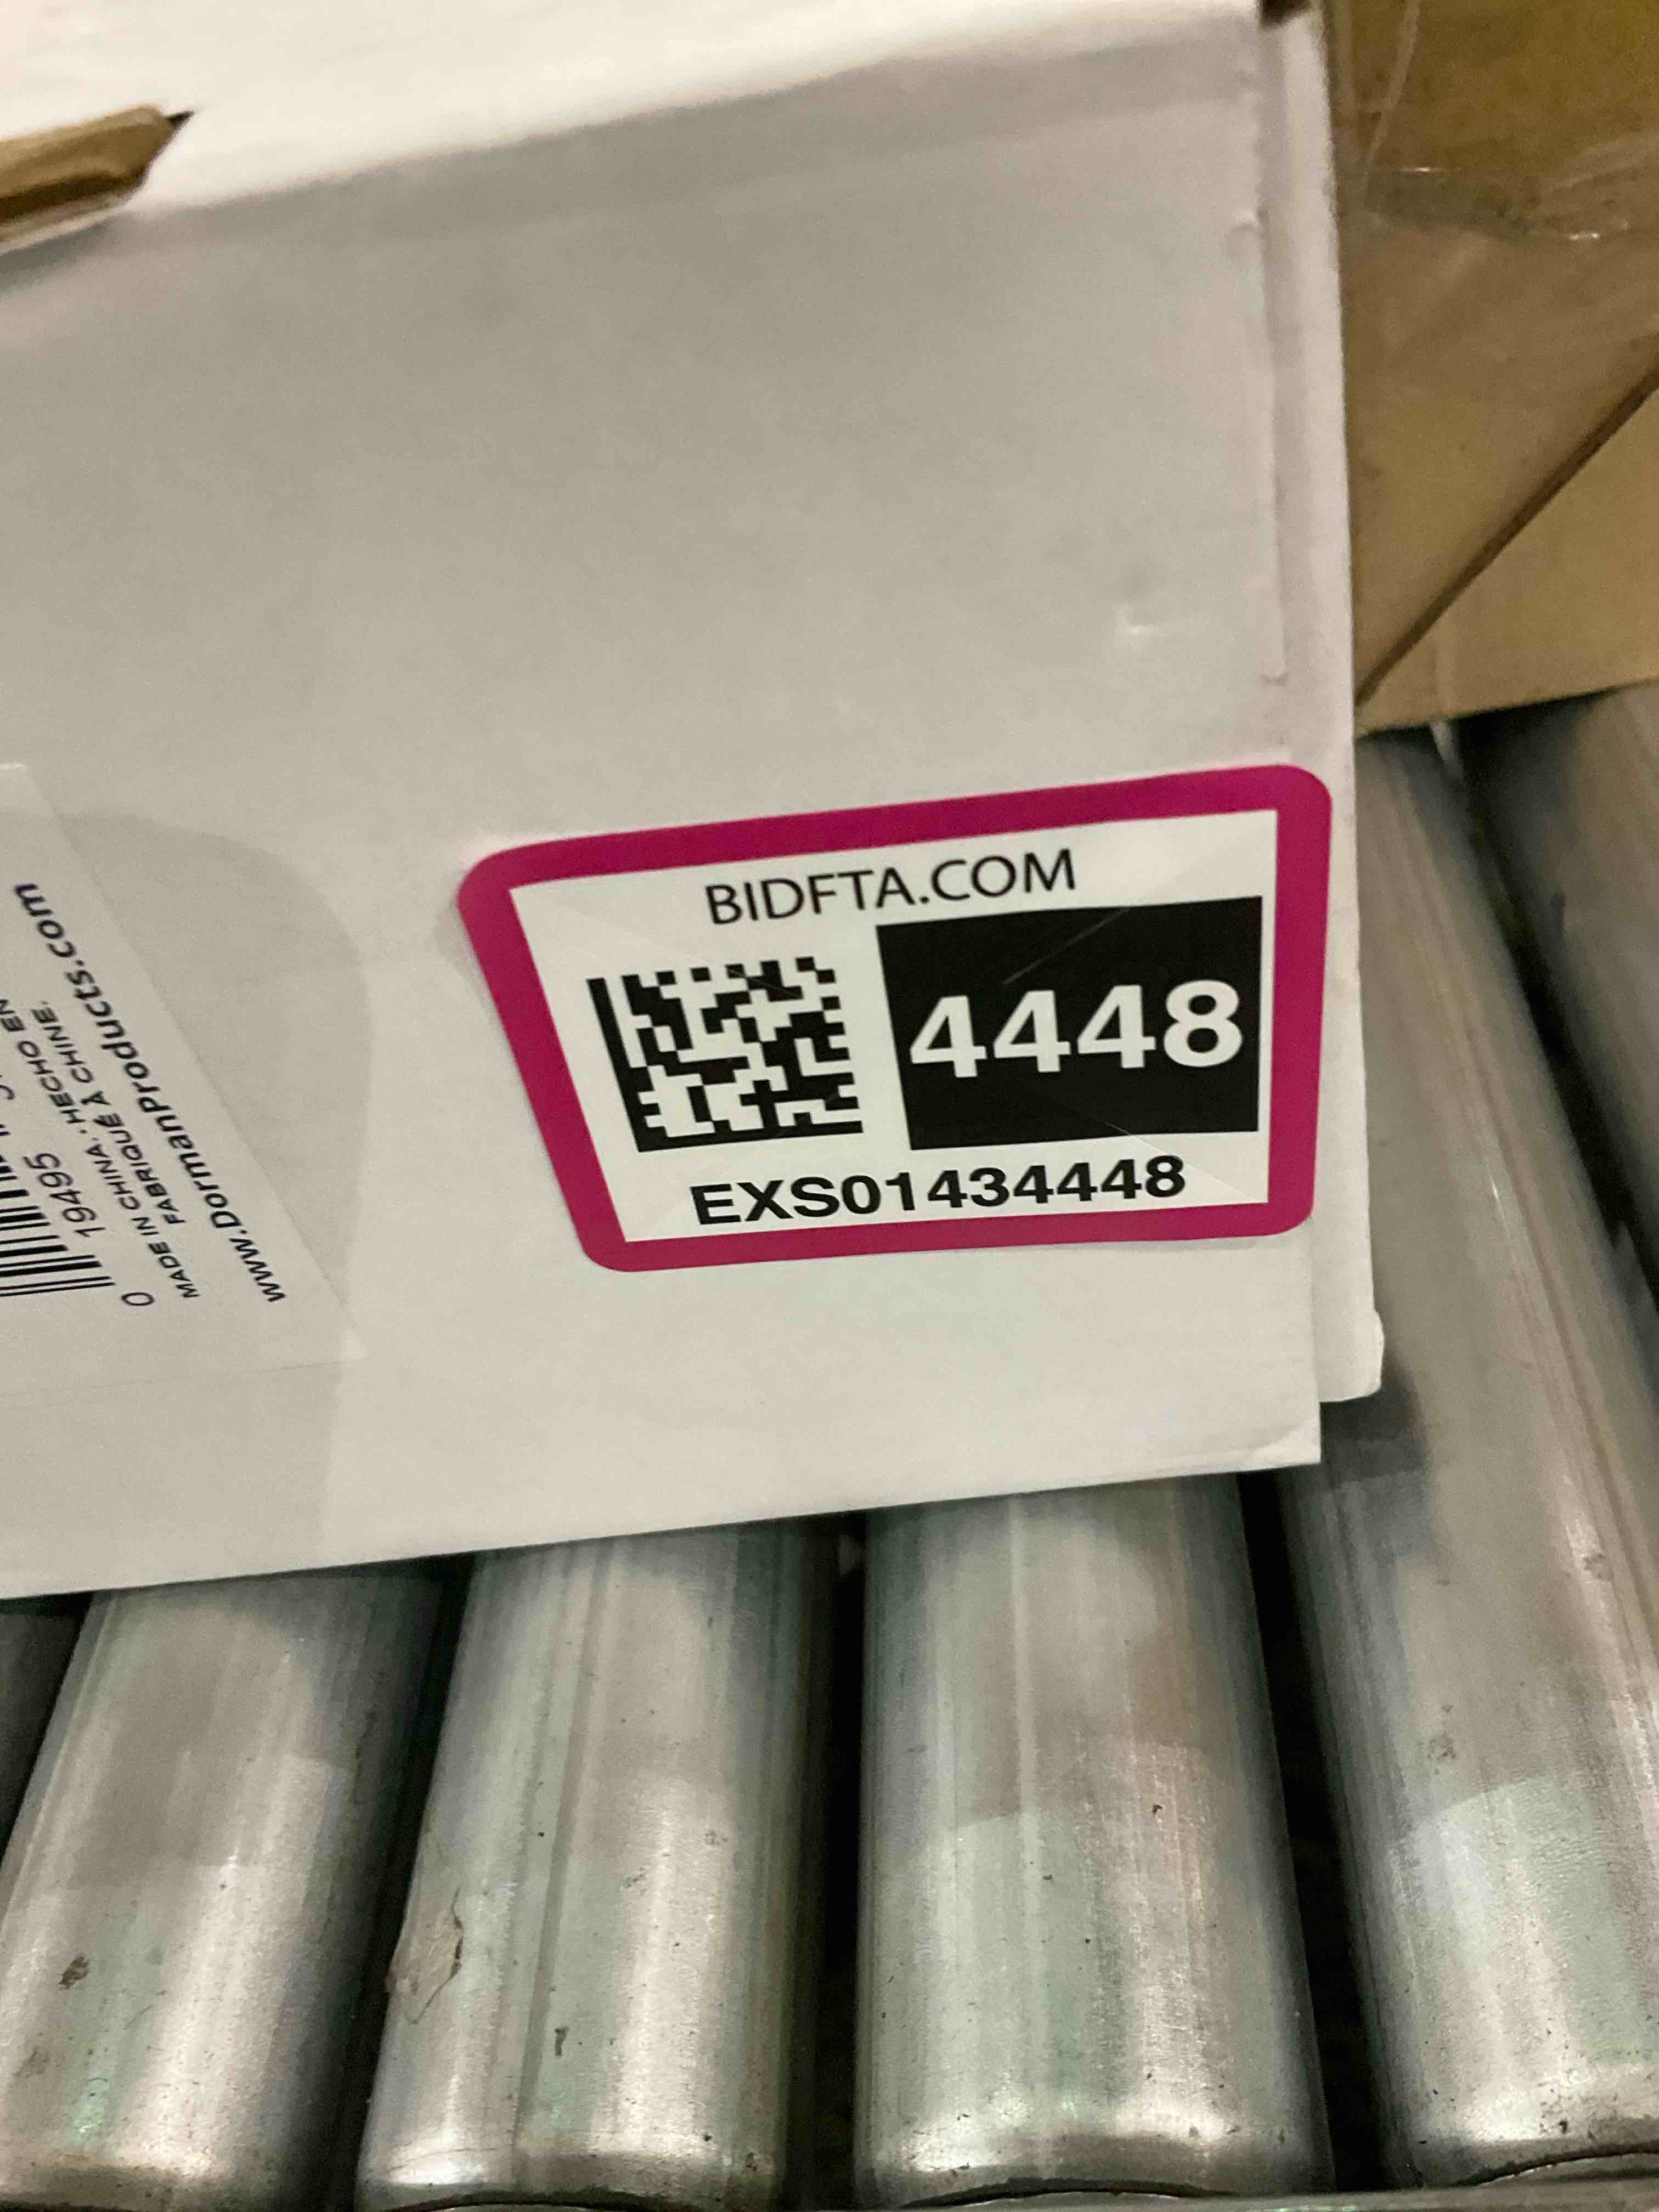 BIDFTA.COM
4448
EXS01434448
0 19495
MADE IN CHINA. HECHO EN
FABRIQUÉ À CHINE.
www.DormanProducts.com